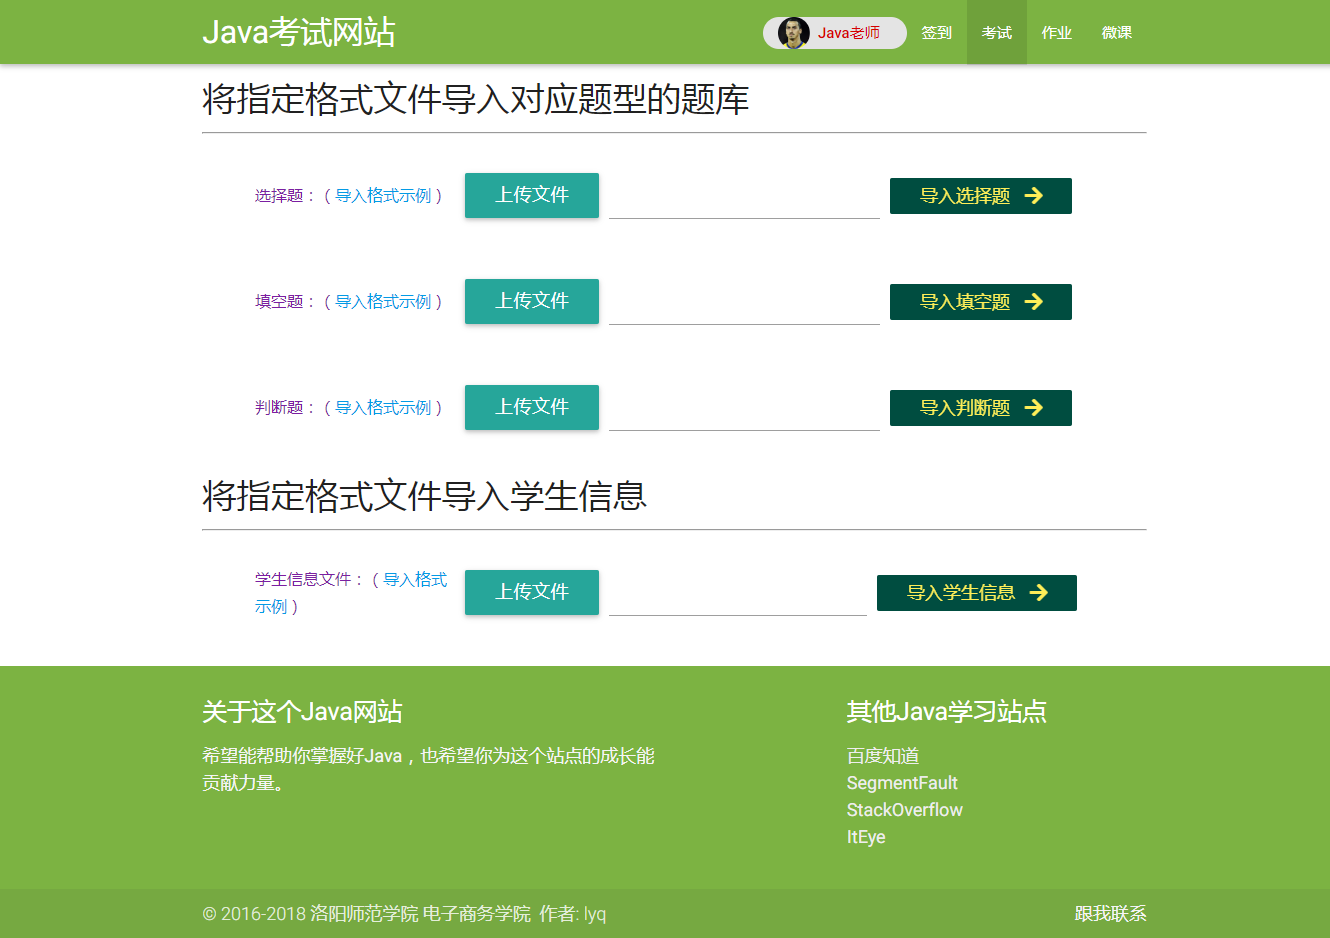 Java考试网站
Java老师 签到 考试 作业 微课
将指定格式文件导入对应题型的题库
选择题：（导入格式示例） 上传文件 导入选择题
填空题：（导入格式示例） 上传文件 导入填空题
判断题：（导入格式示例） 上传文件 导入判断题
将指定格式文件导入学生信息
学生信息文件：（导入格式
示例） 上传文件 导入学生信息
关于这个Java网站
希望能帮助你掌握好Java，也希望你为这个站点的成长能
贡献力量。
其他Java学习站点
百度知道
SegmentFault
StackOverflow
ItEye
© 2016-2018 洛阳师范学院 电子商务学院 作者: lyq
跟我联系